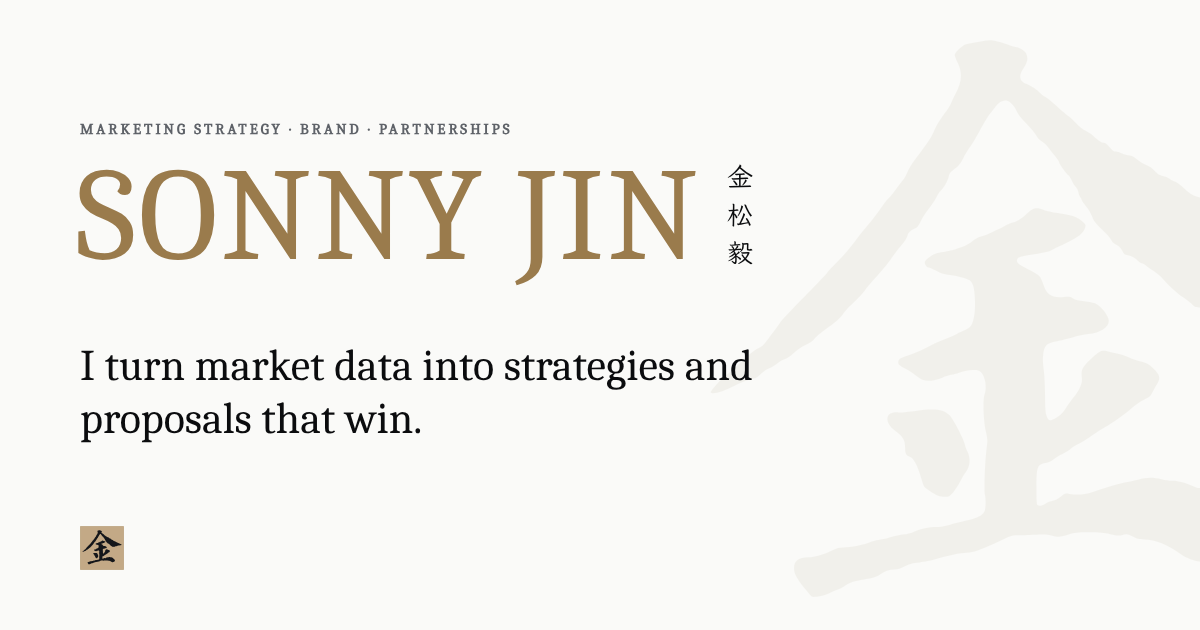 MARKETING STRATEGY · BRAND · PARTNERSHIPS
SONNY JIN
金松毅
I turn market data into strategies and
proposals that win.
金
金